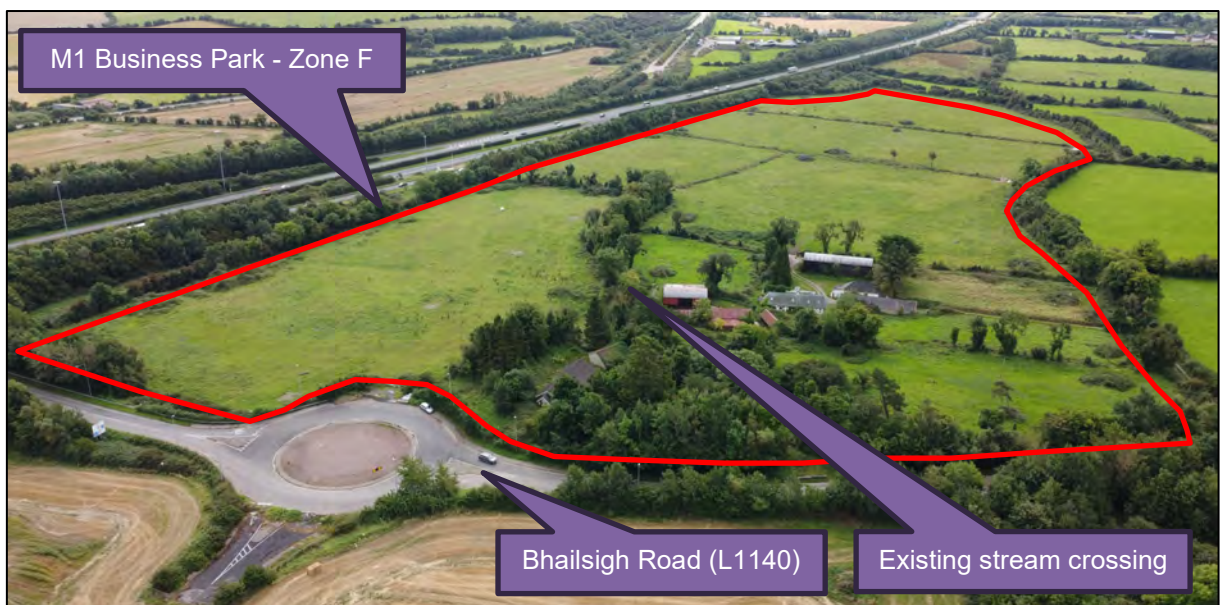 M1 Business Park - Zone F
Bhailsigh Road (L1140)
Existing stream crossing